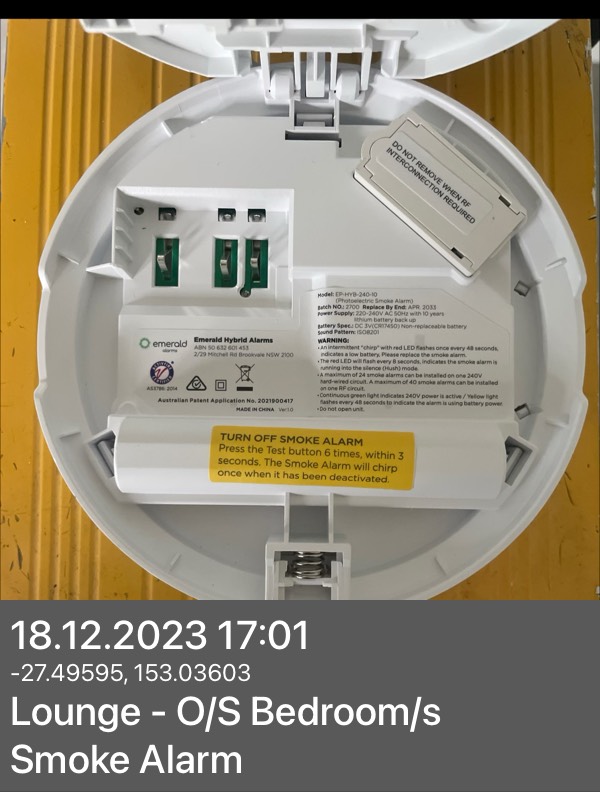 DO NOT REMOVE WHEN RF
INTERCONNECTION REQUIRED
Model: EP-HYB-240-10
(Photoelectric Smoke Alarm)
Batch NO.: 2700 Replace By End: APR. 2033
Power Supply: 220-240V AC 50Hz with 10 years
lithium battery back up
Battery Spec.: DC 3V(CR17450) Non-replaceable battery
Sound Pattern: ISO8201
WARNING:
•An intermittent "chirp" with red LED flashes once every 48 seconds,
indicates a low battery, Please replace the smoke alarm.
•The red LED will flash every 8 seconds, indicates the smoke alarm is
running into the silence (Hush) mode.
•A maximum of 24 smoke alarms can be installed on one 240V
hard-wired circuit. A maximum of 40 smoke alarms can be installed
on one RF circuit.
•Continuous green light indicates 240V power is active / Yellow light
flashes every 48 seconds to indicate the alarm is using battery power.
•Do not open unit.
emerald
alarms
Emerald Hybrid Alarms
ABN 50 632 601 453
2/29 Mitchell Rd Brookvale NSW 2100
AS3786: 2014
Australian Patent Application No. 2021900417
MADE IN CHINA Ver1.0
TURN OFF SMOKE ALARM
Press the Test button 6 times, within 3
seconds. The Smoke Alarm will chirp
once when it has been deactivated.
18.12.2023 17:01
-27.49595, 153.03603
Lounge - O/S Bedroom/s
Smoke Alarm